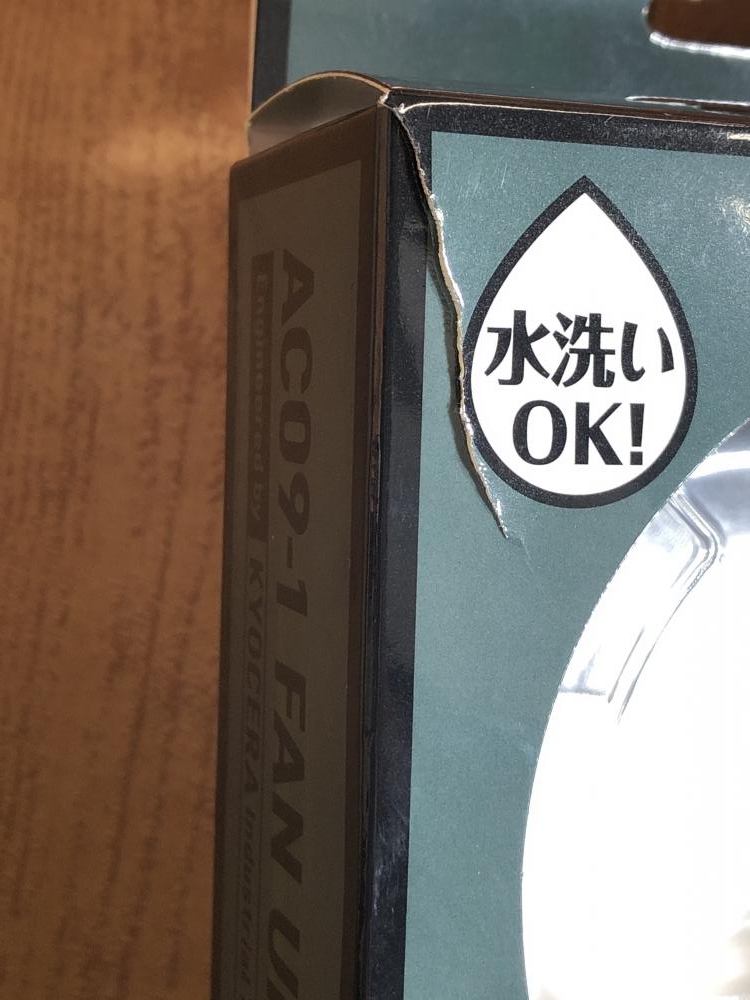 水洗い
OK!
AC09-1 FAN
Engineered by KYOCERA Industrial